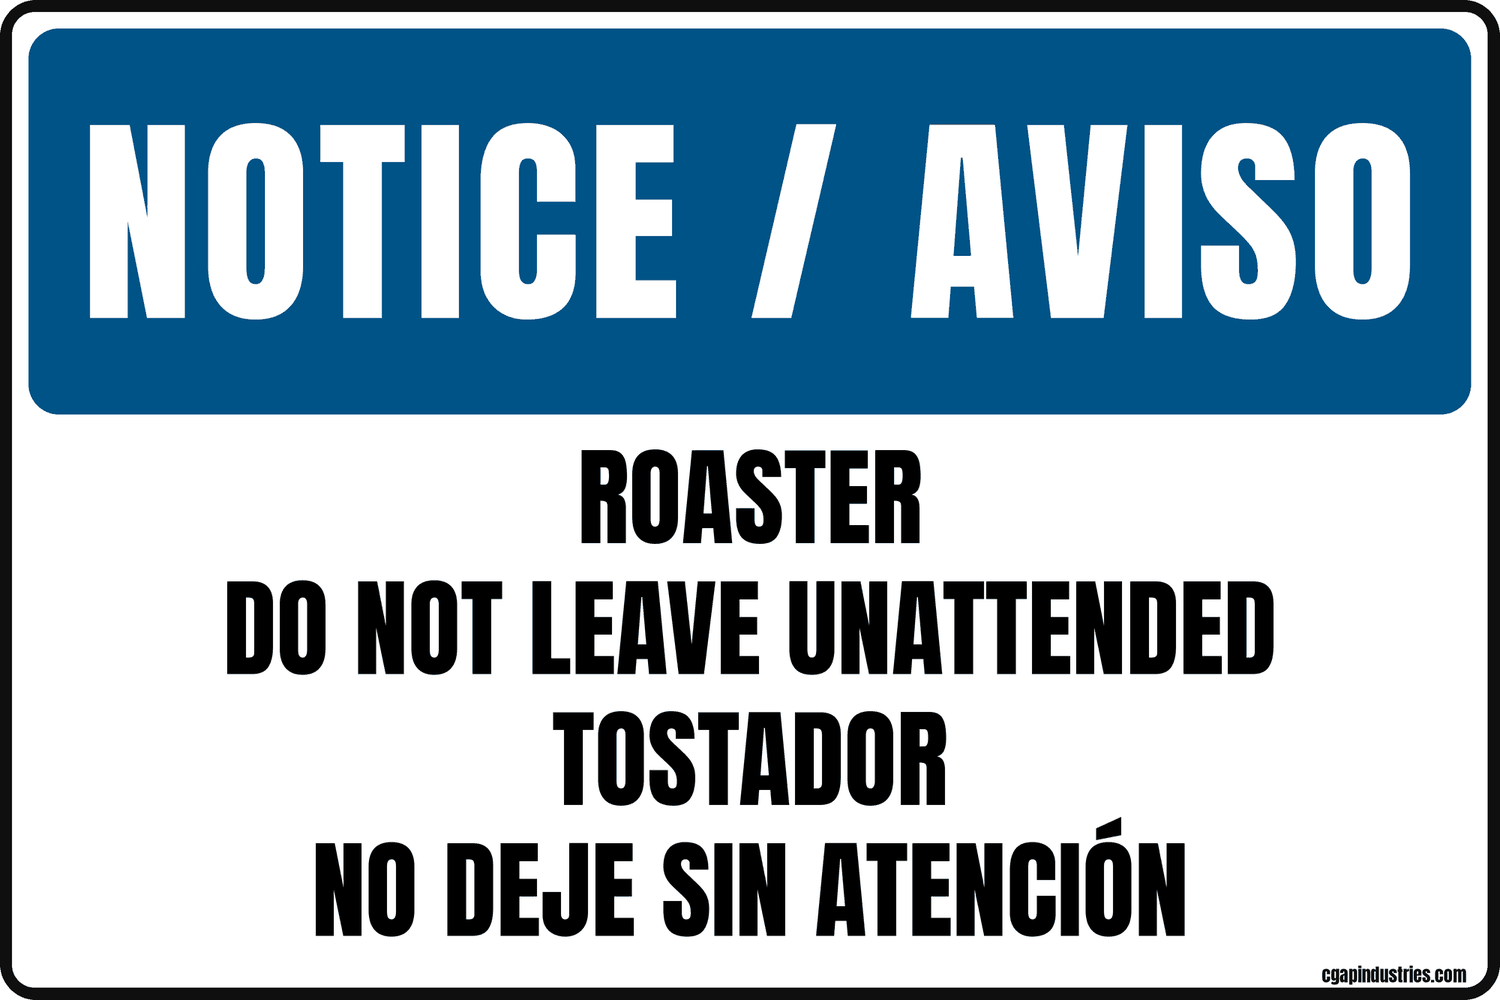 NOTICE / AVISO
ROASTER
DO NOT LEAVE UNATTENDED
TOSTADOR
NO DEJE SIN ATENCIÓN
cgapindustries.com